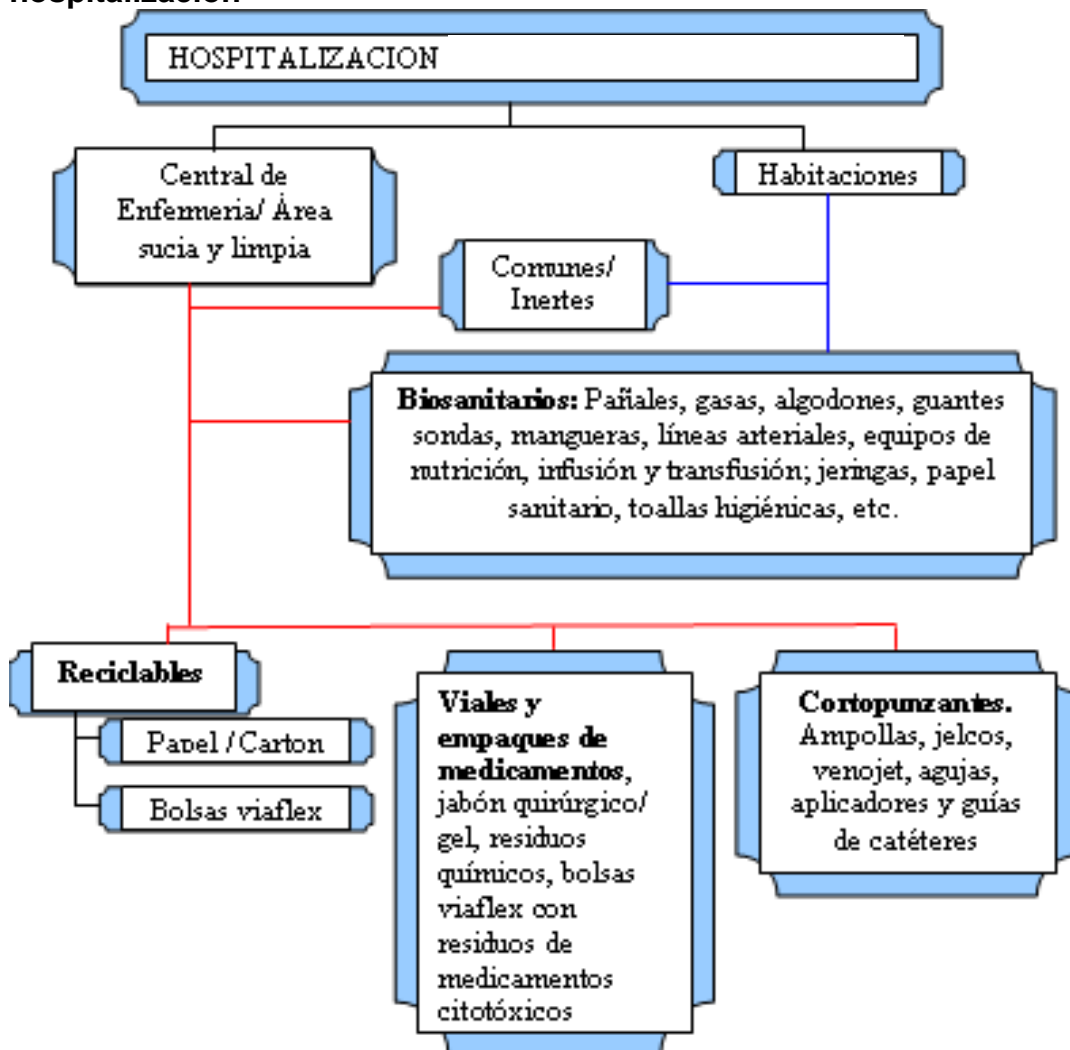 hospitalización
HOSPITALIZACION
Central de
Enfermeria/ Área
sucia y limpia
Habitaciones
Comunes/
Inertes
Biosanitarios: Pañales, gasas, algodones, guantes
sondas, mangueras, líneas arteriales, equipos de
nutrición, infusión y transfusión; jeringas, papel
sanitario, toallas higiénicas, etc.
Reciclables
Papel / Carton
Bolsas viaflex
Viales y
empaques de
medicamentos,
jabón quirúrgico/
gel, residuos
químicos, bolsas
viaflex con
residuos de
medicamentos
citotóxicos
Cortopunzantes.
Ampollas, jelcos,
venojet, agujas,
aplicadores y guías
de catéteres